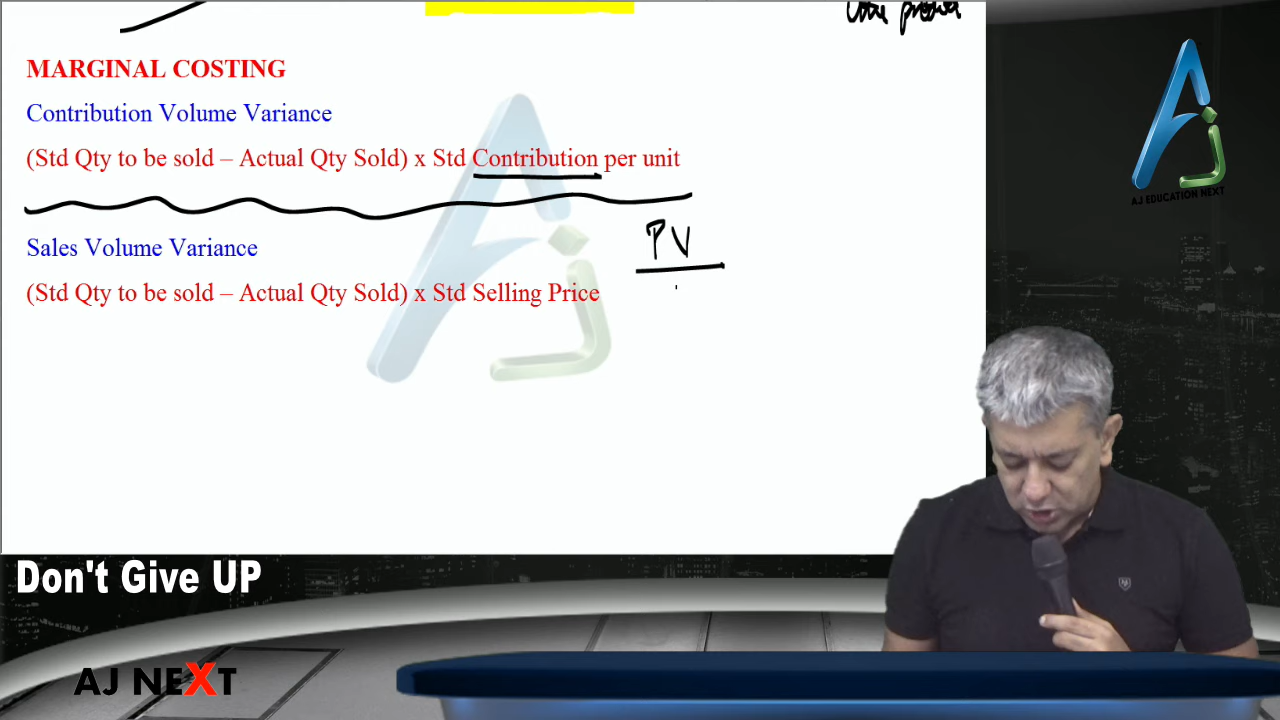 MARGINAL COSTING
Contribution Volume Variance
(Std Qty to be sold – Actual Qty Sold) x Std Contribution per unit
Sales Volume Variance
PV
(Std Qty to be sold – Actual Qty Sold) x Std Selling Price
AJ EDUCATION NEXT
Don't Give UP
AJ NEXT